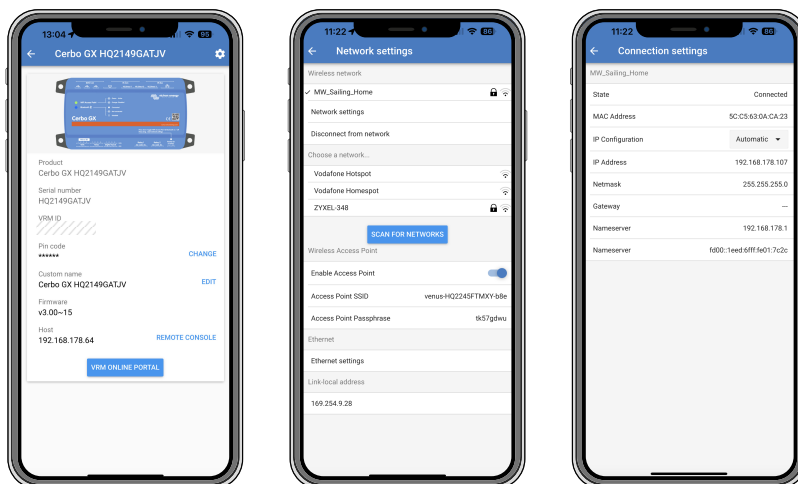 13:04
95
Cerbo GX HQ2149GATJV
Cerbo GX
Product
Cerbo GX HQ2149GATJV
Serial number
HQ2149GATJV
VRM ID
Pin code
****** CHANGE
Custom name
Cerbo GX HQ2149GATJV EDIT
Firmware
v3.00~15
Host
192.168.178.64 REMOTE CONSOLE
VRM ONLINE PORTAL
11:22
86
Network settings
Wireless network
MW_Sailing_Home
Network settings
Disconnect from network
Choose a network...
Vodafone Hotspot
Vodafone Homespot
ZYXEL-348
SCAN FOR NETWORKS
Wireless Access Point
Enable Access Point
Access Point SSID venus-HQ2245FTMXY-b8e
Access Point Passphrase tk57gdwu
Ethernet
Ethernet settings
Link-local address
169.254.9.28
11:22
86
Connection settings
MW_Sailing_Home
State Connected
MAC Address 5C:C5:63:0A:CA:23
IP Configuration Automatic
IP Address 192.168.178.107
Netmask 255.255.255.0
Gateway —
Nameserver 192.168.178.1
Nameserver fd00::1eed:6fff:fe01:7c2c